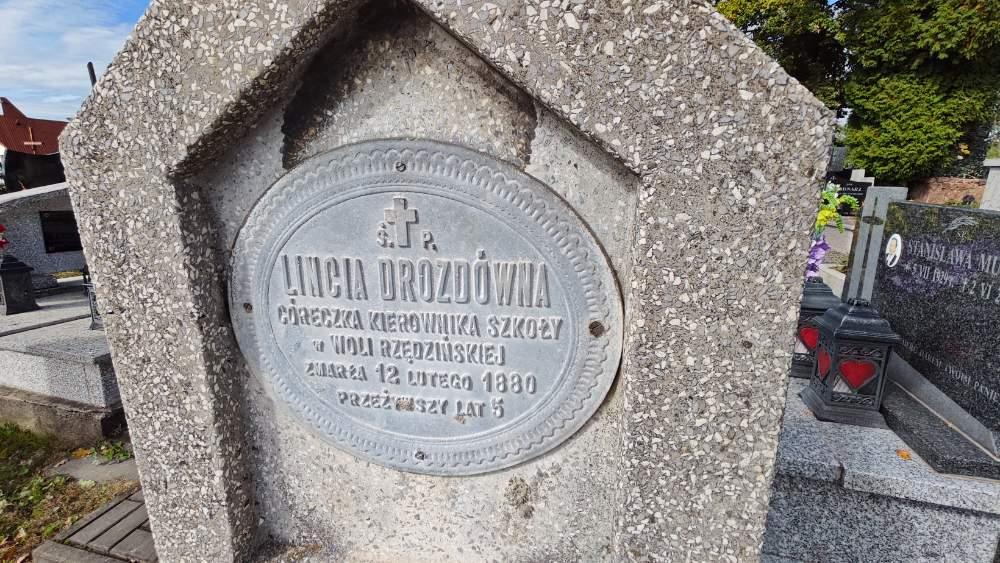 Ś. P.
LINCIA DROZDÓWNA
CÓRECZKA KIEROWNIKA SZKOŁY
w WOLI RZĘDZIŃSKIEJ
ZMARŁA 12 LUTEGO 1880
PRZEŻYWSZY LAT 5
STANISŁAWA